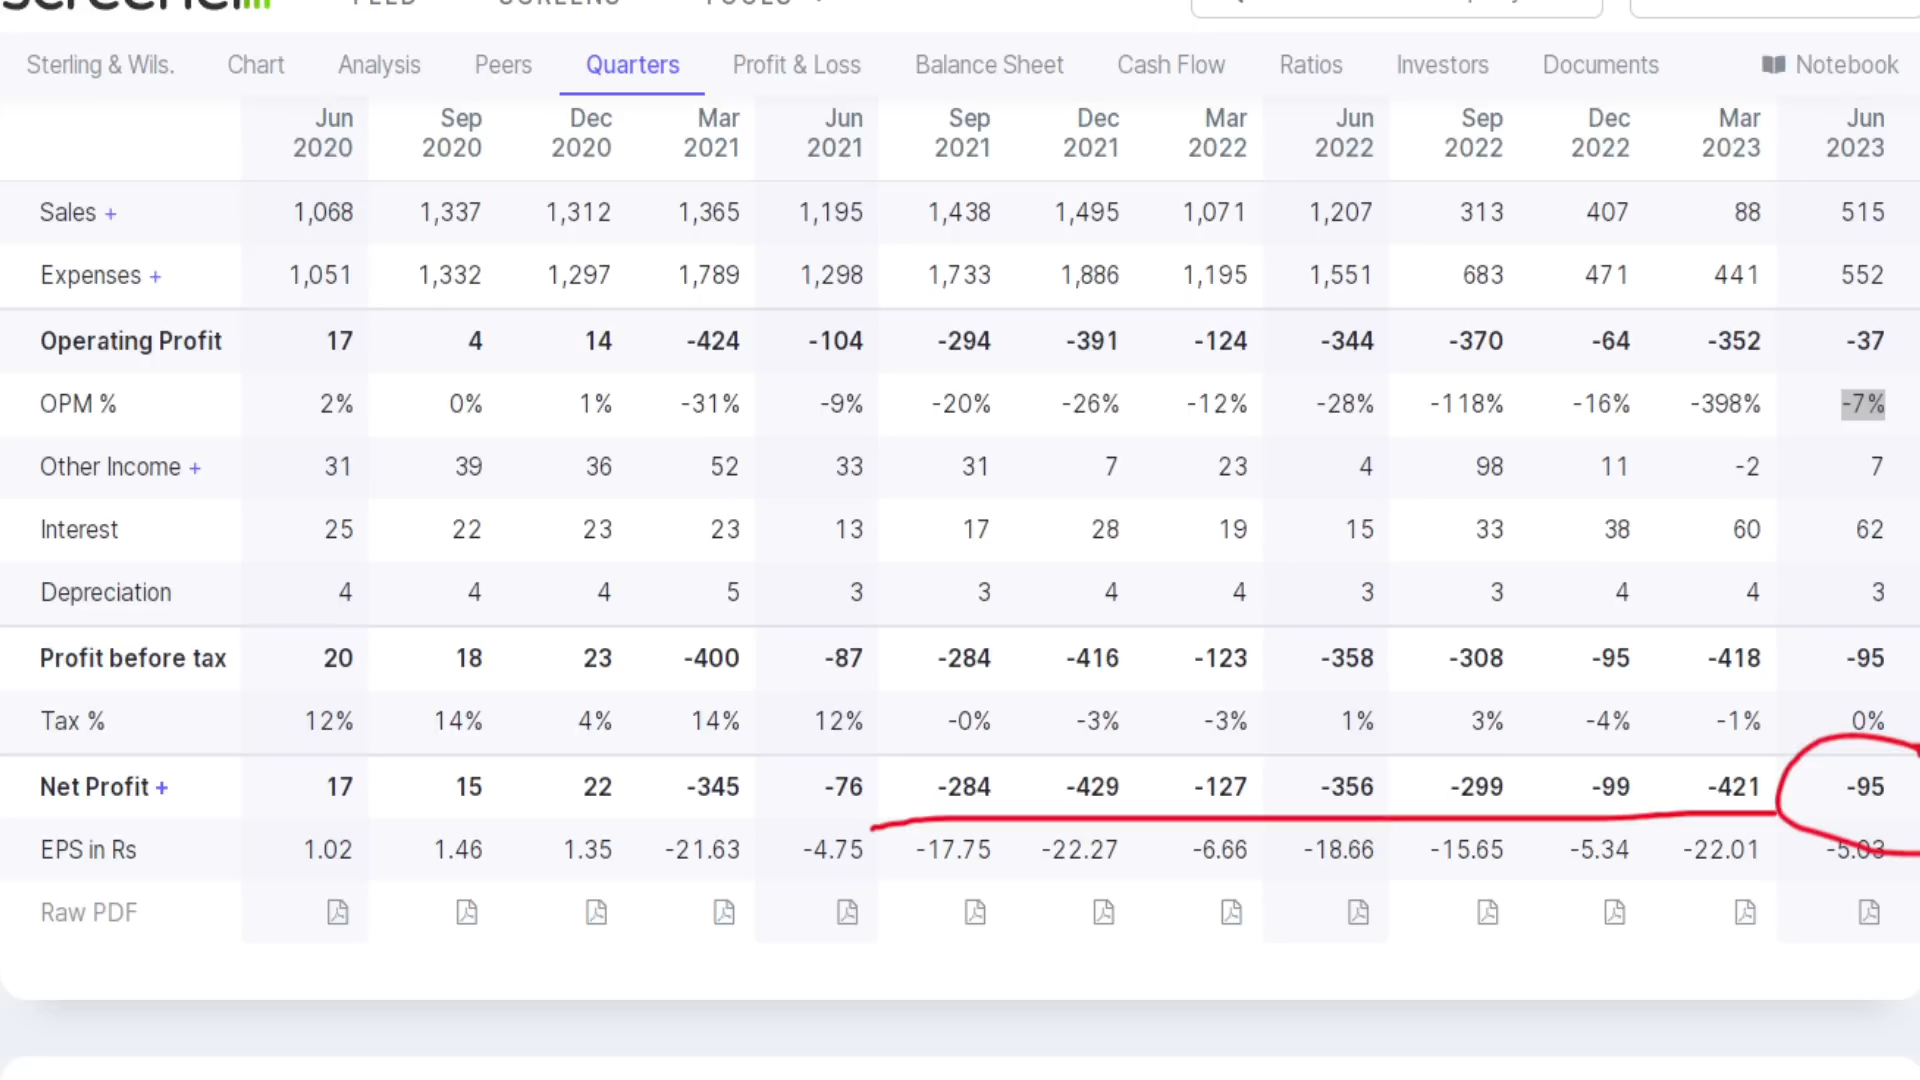 screener
FEED SCREENS TOOLS
Sterling & Wils. Chart Analysis Peers Quarters Profit & Loss Balance Sheet Cash Flow Ratios Investors Documents Notebook
Jun Sep Dec Mar Jun Sep Dec Mar Jun Sep Dec Mar Jun
2020 2020 2020 2021 2021 2021 2021 2022 2022 2022 2022 2023 2023
Sales + 1,068 1,337 1,312 1,365 1,195 1,438 1,495 1,071 1,207 313 407 88 515
Expenses + 1,051 1,332 1,297 1,789 1,298 1,733 1,886 1,195 1,551 683 471 441 552
Operating Profit 17 4 14 -424 -104 -294 -391 -124 -344 -370 -64 -352 -37
OPM % 2% 0% 1% -31% -9% -20% -26% -12% -28% -118% -16% -398% -7%
Other Income + 31 39 36 52 33 31 7 23 4 98 11 -2 7
Interest 25 22 23 23 13 17 28 19 15 33 38 60 62
Depreciation 4 4 4 5 3 3 4 4 3 3 4 4 3
Profit before tax 20 18 23 -400 -87 -284 -416 -123 -358 -308 -95 -418 -95
Tax % 12% 14% 4% 14% 12% -0% -3% -3% 1% 3% -4% -1% 0%
Net Profit + 17 15 22 -345 -76 -284 -429 -127 -356 -299 -99 -421 -95
EPS in Rs 1.02 1.46 1.35 -21.63 -4.75 -17.75 -22.27 -6.66 -18.66 -15.65 -5.34 -22.01 -5.03
Raw PDF